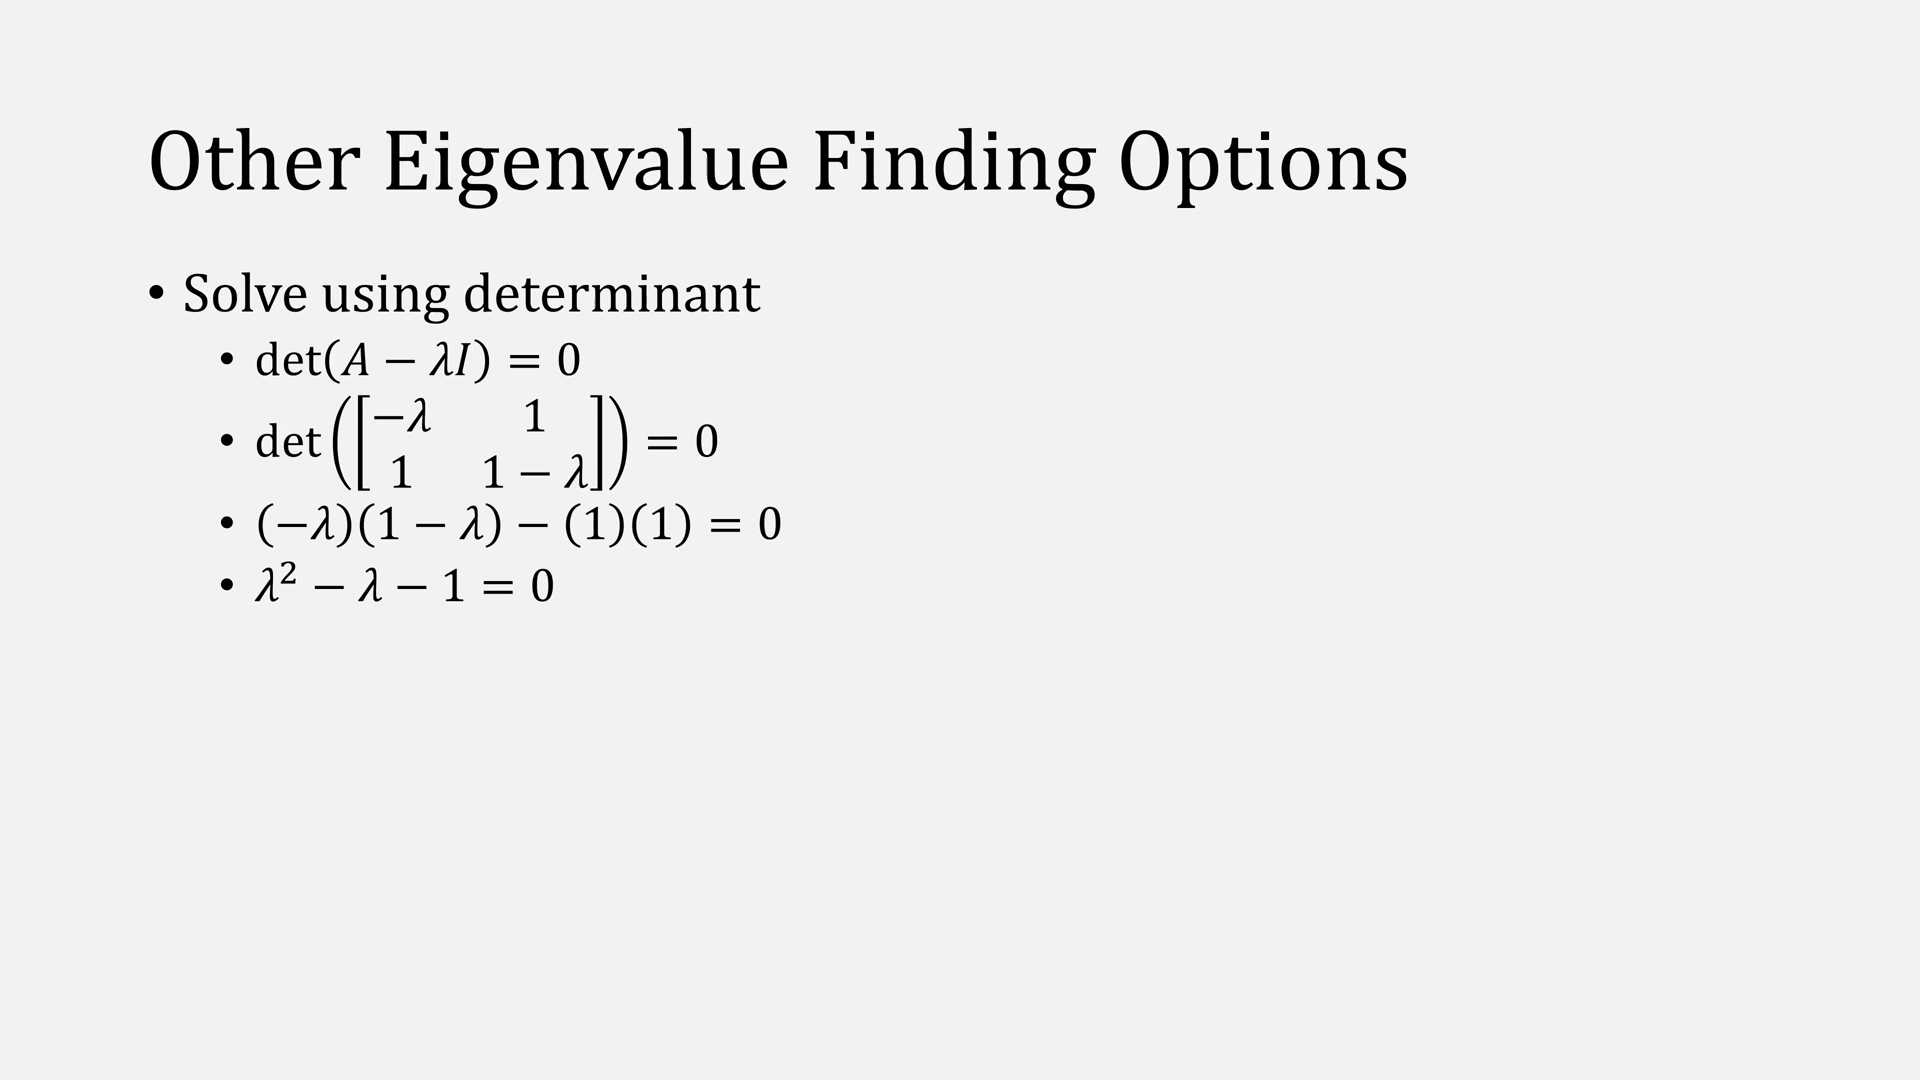 Other Eigenvalue Finding Options
• Solve using determinant
• det(𝐴 − 𝜆𝐼) = 0
• det([−𝜆 1
1 1 − 𝜆]) = 0
• (−𝜆)(1 − 𝜆) − (1)(1) = 0
• 𝜆² − 𝜆 − 1 = 0